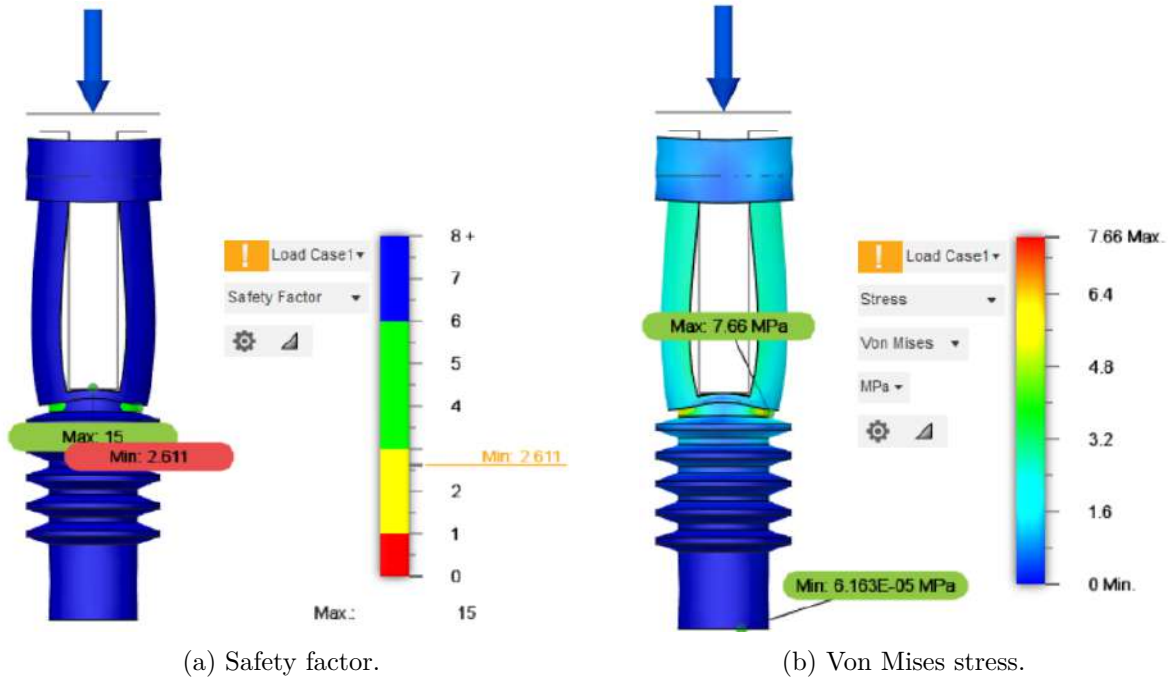 Load Case1
Safety Factor
Max: 15
Min: 2.611
8 +
7
6
5
4
Min: 2.611
2
1
0
Max.: 15
(a) Safety factor.
Load Case1
Stress
Von Mises
MPa
Max: 7.66 MPa
Min: 6.163E-05 MPa
7.66 Max.
6.4
4.8
3.2
1.6
0 Min.
(b) Von Mises stress.